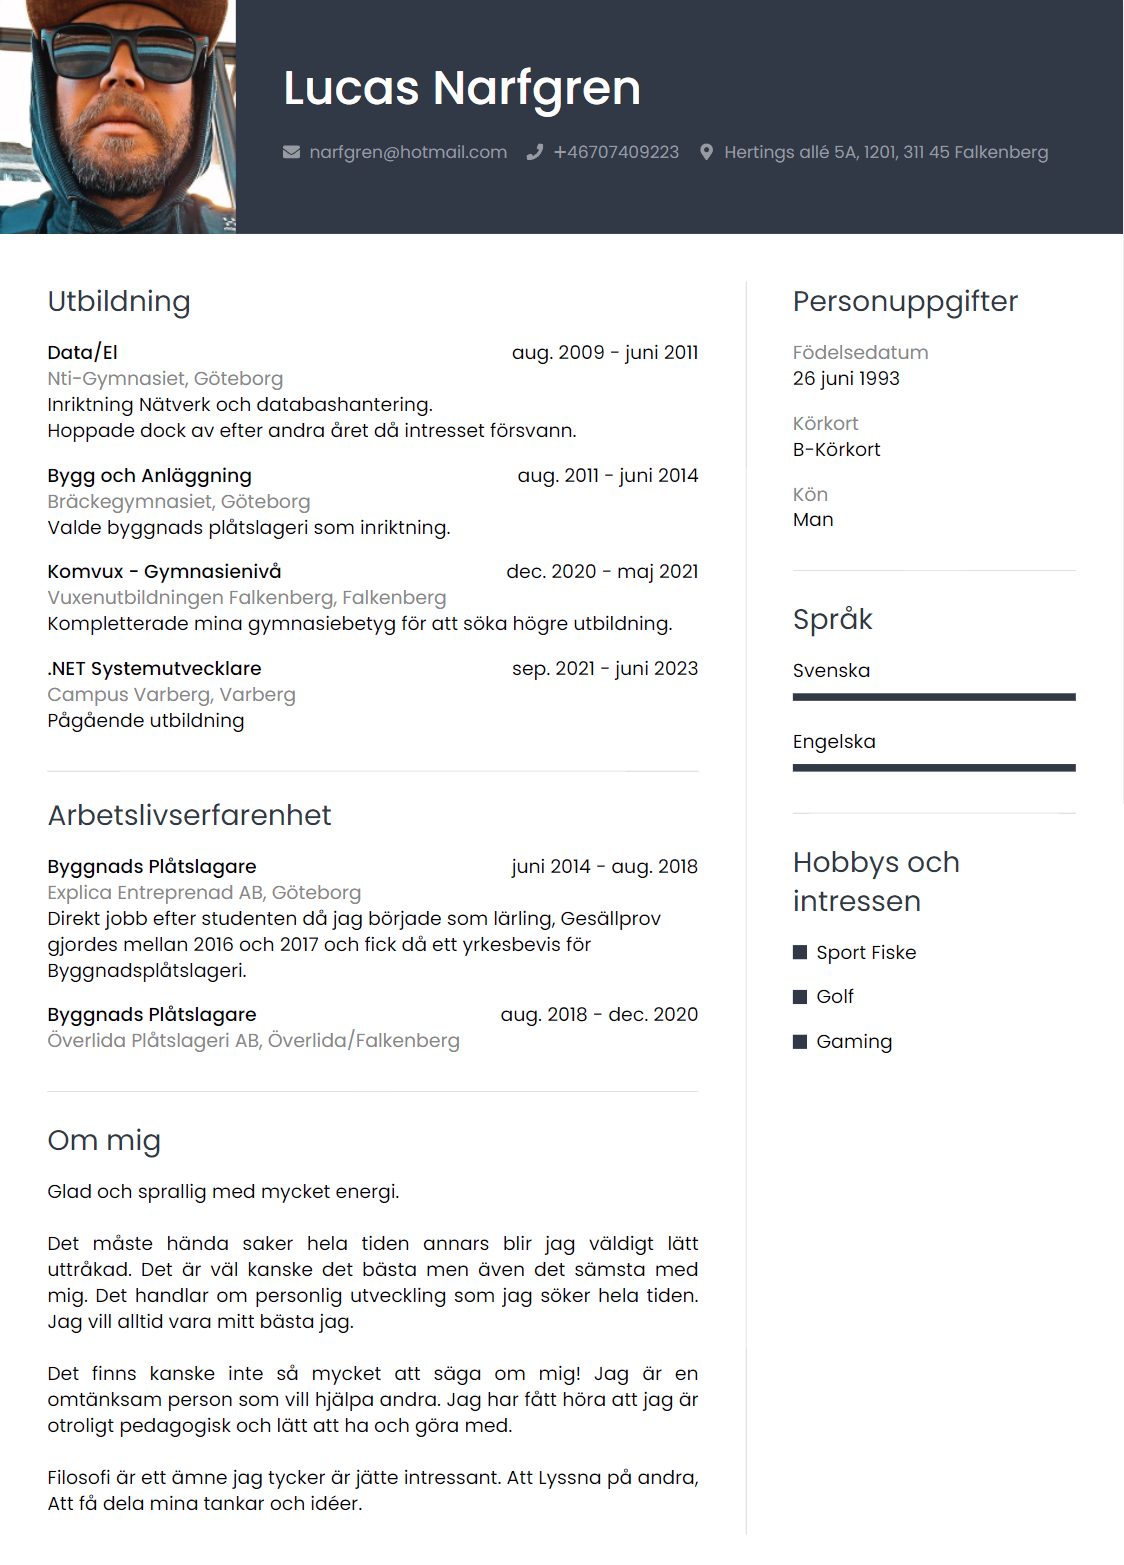 Lucas Narfgren
narfgren@hotmail.com +46707409223 Hertings allé 5A, 1201, 311 45 Falkenberg
Utbildning
Data/El aug. 2009 - juni 2011
Nti-Gymnasiet, Göteborg
Inriktning Nätverk och databashantering.
Hoppade dock av efter andra året då intresset försvann.
Bygg och Anläggning aug. 2011 - juni 2014
Bräckegymnasiet, Göteborg
Valde byggnads plåtslageri som inriktning.
Komvux - Gymnasienivå dec. 2020 - maj 2021
Vuxenutbildningen Falkenberg, Falkenberg
Kompletterade mina gymnasiebetyg för att söka högre utbildning.
.NET Systemutvecklare sep. 2021 - juni 2023
Campus Varberg, Varberg
Pågående utbildning
Arbetslivserfarenhet
Byggnads Plåtslagare juni 2014 - aug. 2018
Explica Entreprenad AB, Göteborg
Direkt jobb efter studenten då jag började som lärling, Gesällprov
gjordes mellan 2016 och 2017 och fick då ett yrkesbevis för
Byggnadsplåtslageri.
Byggnads Plåtslagare aug. 2018 - dec. 2020
Överlida Plåtslageri AB, Överlida/Falkenberg
Om mig
Glad och sprallig med mycket energi.
Det måste hända saker hela tiden annars blir jag väldigt lätt
uttråkad. Det är väl kanske det bästa men även det sämsta med
mig. Det handlar om personlig utveckling som jag söker hela tiden.
Jag vill alltid vara mitt bästa jag.
Det finns kanske inte så mycket att säga om mig! Jag är en
omtänksam person som vill hjälpa andra. Jag har fått höra att jag är
otroligt pedagogisk och lätt att ha och göra med.
Filosofi är ett ämne jag tycker är jätte intressant. Att Lyssna på andra,
Att få dela mina tankar och idéer.
Personuppgifter
Födelsedatum
26 juni 1993
Körkort
B-Körkort
Kön
Man
Språk
Svenska
Engelska
Hobbys och
intressen
Sport Fiske
Golf
Gaming